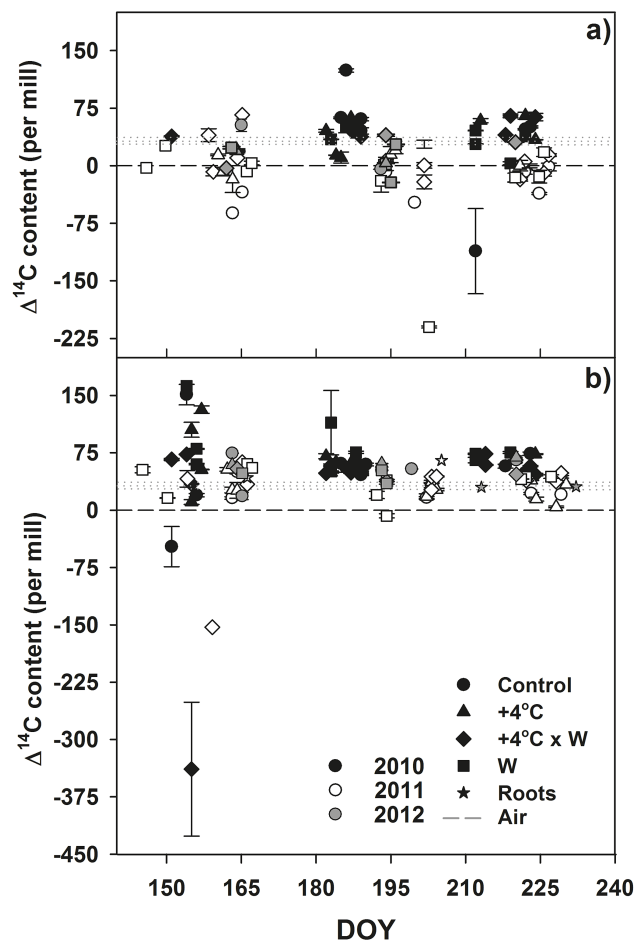 a)
150
75
0
-75
-150
-225
Δ14C content (per mill)
b)
150
75
0
-75
-150
-225
-300
-375
-450
Δ14C content (per mill)
Control
+4°C
+4°C x W
W
Roots
Air
2010
2011
2012
150 165 180 195 210 225 240
DOY